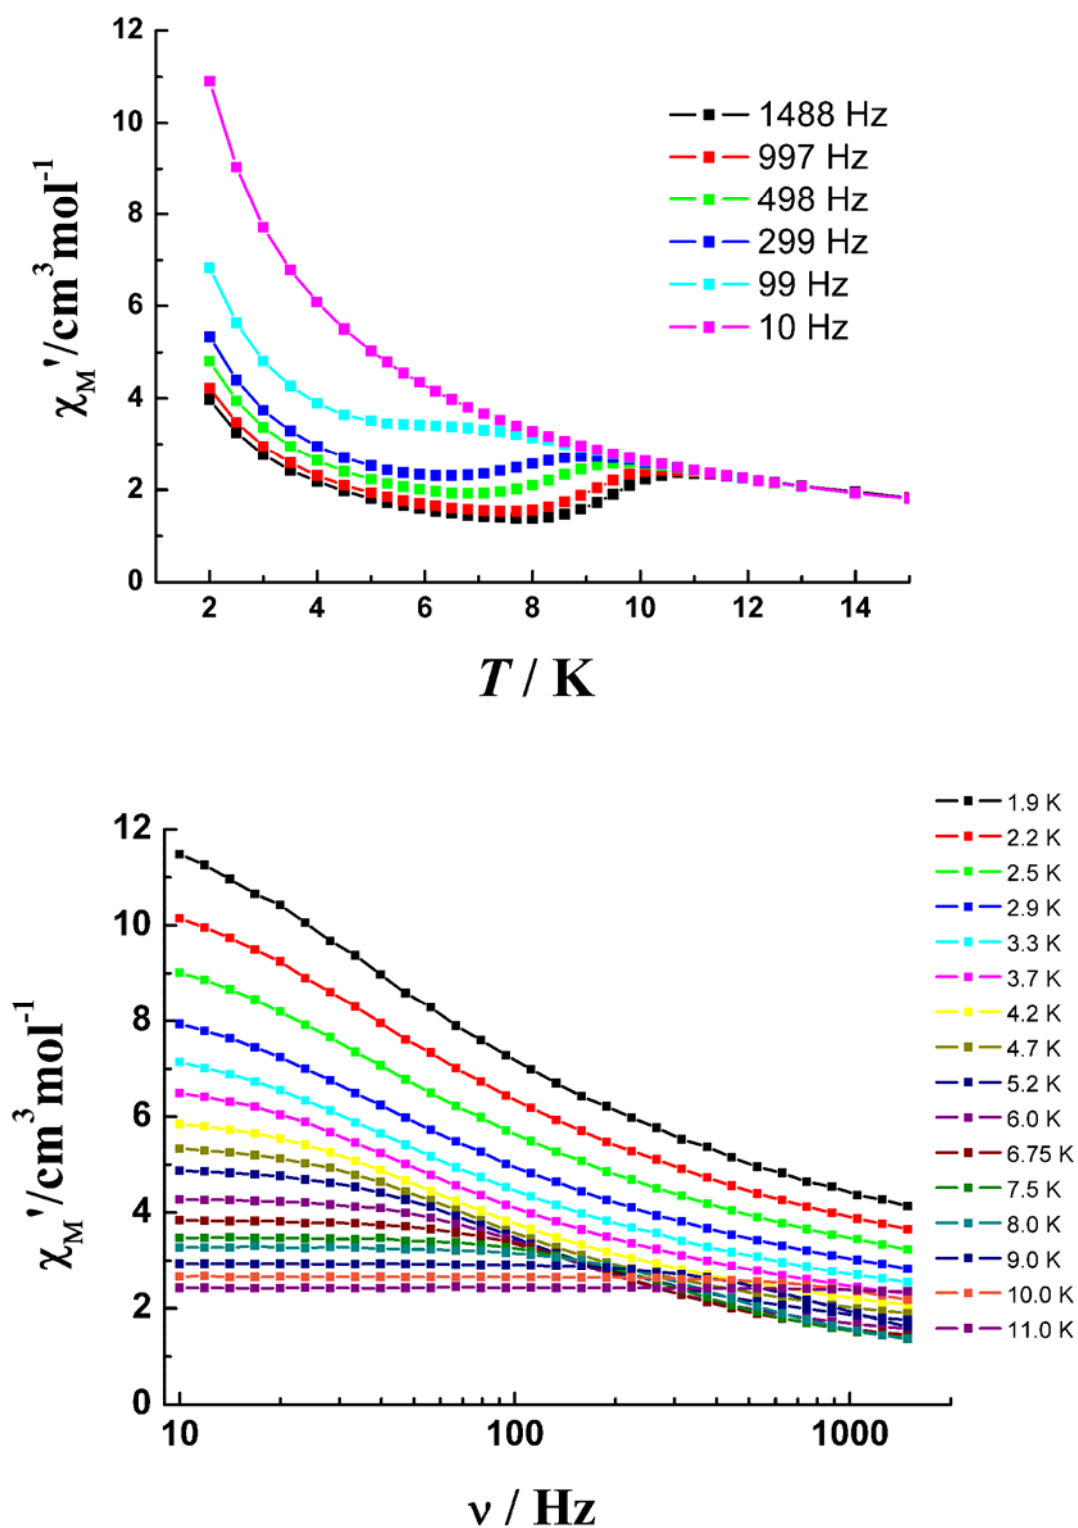 12
10
8
6
4
2
0
χM'/cm3mol-1
1488 Hz
997 Hz
498 Hz
299 Hz
99 Hz
10 Hz
2 4 6 8 10 12 14
T / K
12
10
8
6
4
2
0
χM'/cm3mol-1
1.9 K
2.2 K
2.5 K
2.9 K
3.3 K
3.7 K
4.2 K
4.7 K
5.2 K
6.0 K
6.75 K
7.5 K
8.0 K
9.0 K
10.0 K
11.0 K
10 100 1000
ν / Hz